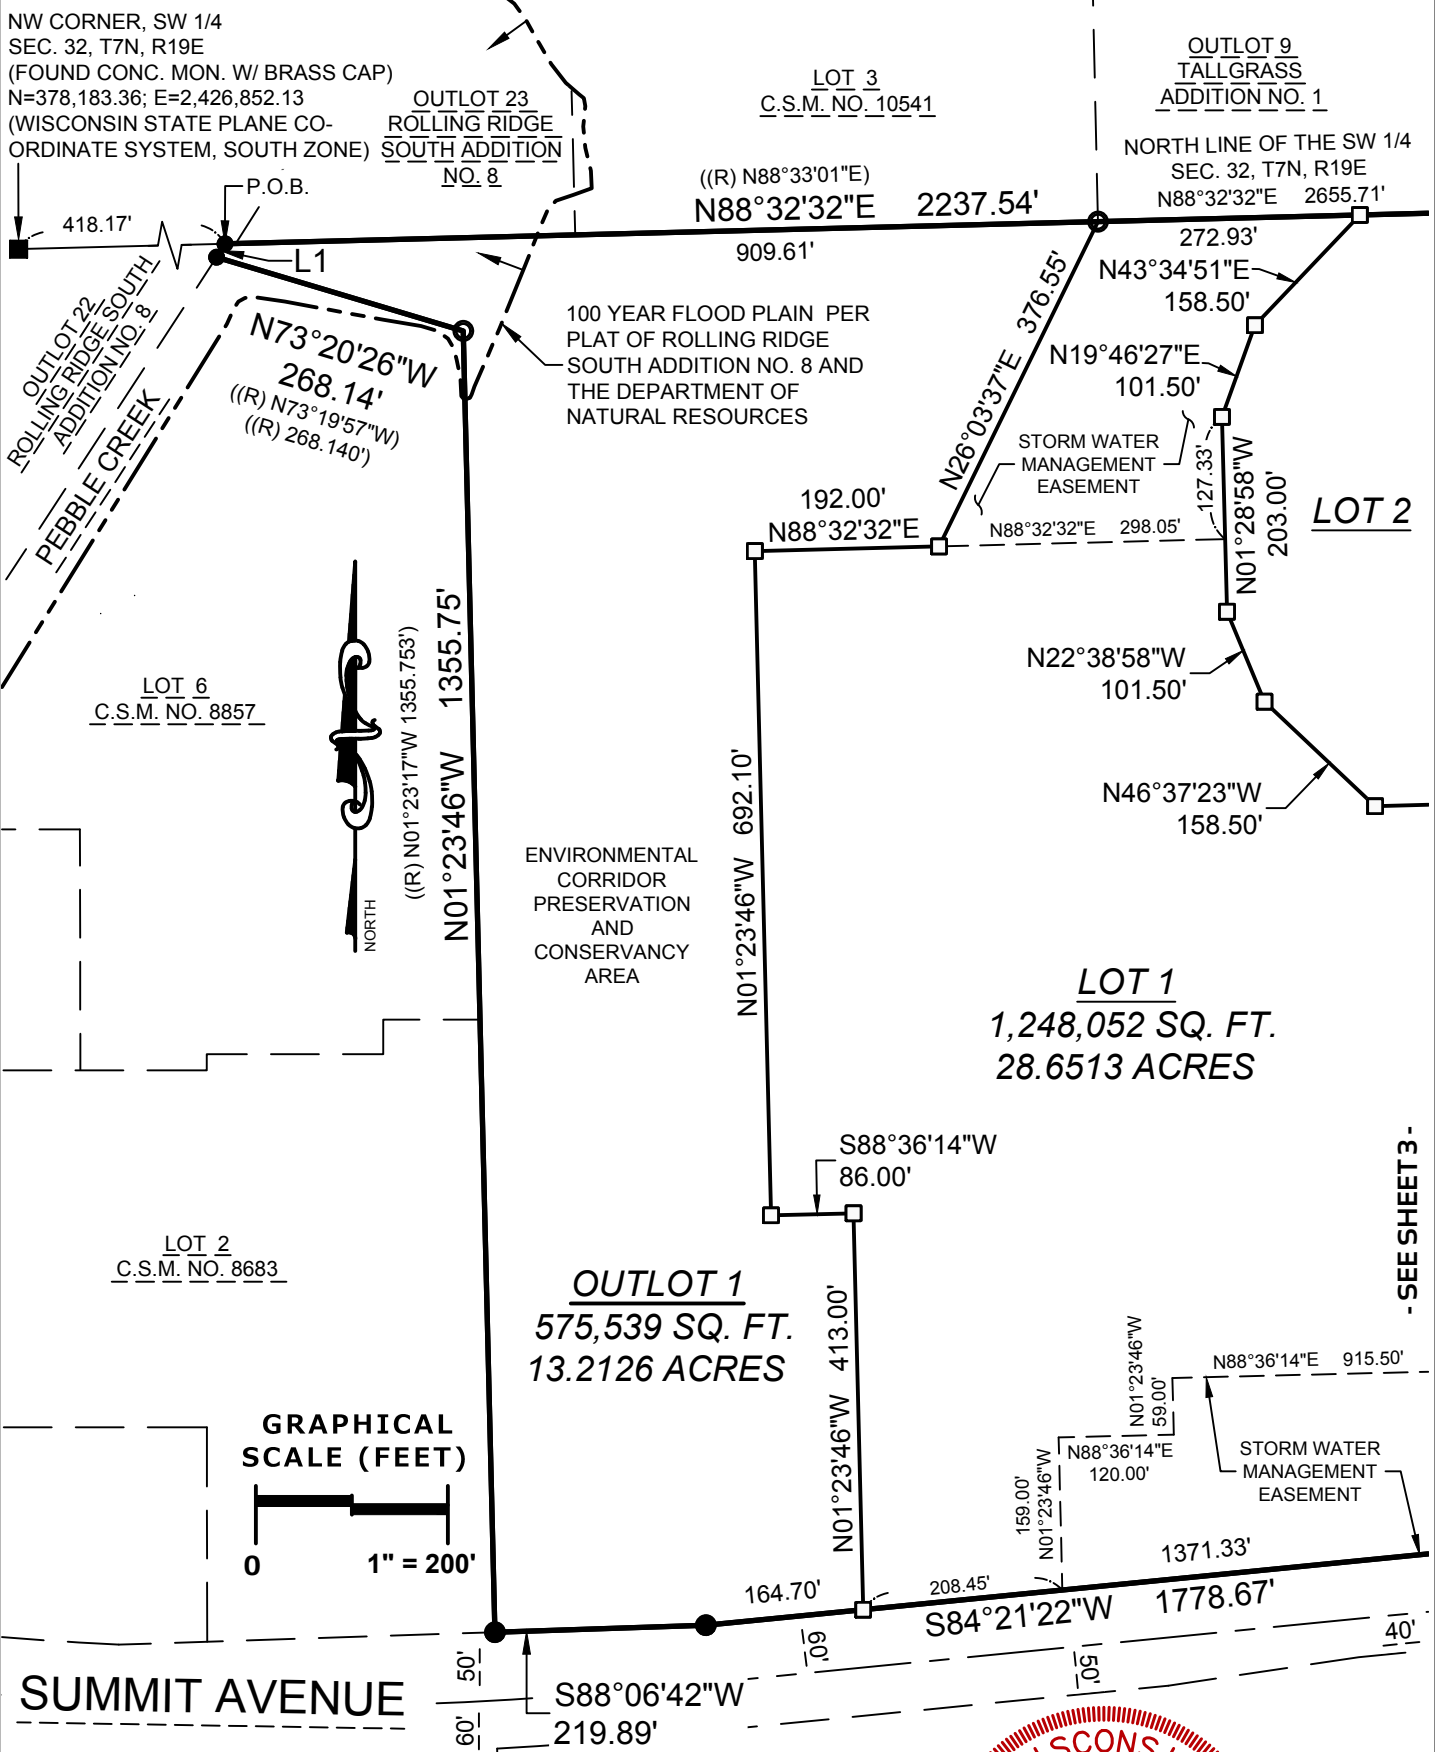 NW CORNER, SW 1/4
SEC. 32, T7N, R19E
(FOUND CONC. MON. W/ BRASS CAP)
N=378,183.36; E=2,426,852.13
(WISCONSIN STATE PLANE CO-
ORDINATE SYSTEM, SOUTH ZONE)
OUTLOT 23
ROLLING RIDGE
SOUTH ADDITION
NO. 8
LOT 3
C.S.M. NO. 10541
OUTLOT 9
TALLGRASS
ADDITION NO. 1
NORTH LINE OF THE SW 1/4
SEC. 32, T7N, R19E
N88°32'32"E 2655.71'
P.O.B.
418.17'
((R) N88°33'01"E)
N88°32'32"E 2237.54'
909.61'
272.93'
L1
N43°34'51"E
158.50'
OUTLOT 22
ROLLING RIDGE SOUTH
ADDITION NO. 8
PEBBLE CREEK
N73°20'26"W
268.14'
((R) N73°19'57"W)
((R) 268.140')
100 YEAR FLOOD PLAIN PER
PLAT OF ROLLING RIDGE
SOUTH ADDITION NO. 8 AND
THE DEPARTMENT OF
NATURAL RESOURCES
N26°03'37"E 376.55'
N19°46'27"E
101.50'
STORM WATER
MANAGEMENT
EASEMENT
127.33'
N01°28'58"W
203.00'
LOT 2
192.00'
N88°32'32"E
N88°32'32"E 298.05'
N22°38'58"W
101.50'
LOT 6
C.S.M. NO. 8857
NORTH
((R) N01°23'17"W 1355.753')
N01°23'46"W 1355.75'
N01°23'46"W 692.10'
N46°37'23"W
158.50'
ENVIRONMENTAL
CORRIDOR
PRESERVATION
AND
CONSERVANCY
AREA
LOT 1
1,248,052 SQ. FT.
28.6513 ACRES
S88°36'14"W
86.00'
- SEE SHEET 3 -
LOT 2
C.S.M. NO. 8683
OUTLOT 1
575,539 SQ. FT.
13.2126 ACRES
N01°23'46"W 413.00'
N01°23'46"W
59.00'
N88°36'14"E 915.50'
N88°36'14"E
120.00'
159.00'
N01°23'46"W
STORM WATER
MANAGEMENT
EASEMENT
GRAPHICAL
SCALE (FEET)
0 1" = 200'
164.70'
208.45'
1371.33'
S84°21'22"W 1778.67'
SUMMIT AVENUE
50'
60'
S88°06'42"W
219.89'
60'
50'
40'